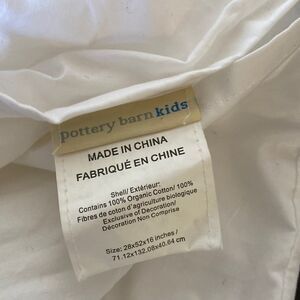 pottery barn kids
MADE IN CHINA
FABRIQUÉ EN CHINE
Shell/ Extérieur:
Contains 100% Organic Cotton/ 100%
Fibres de coton d'agriculture biologique
Exclusive of Decoration/
Décoration Non Comprise
Size: 28x52x16 inches /
71.12x132.08x40.64 cm